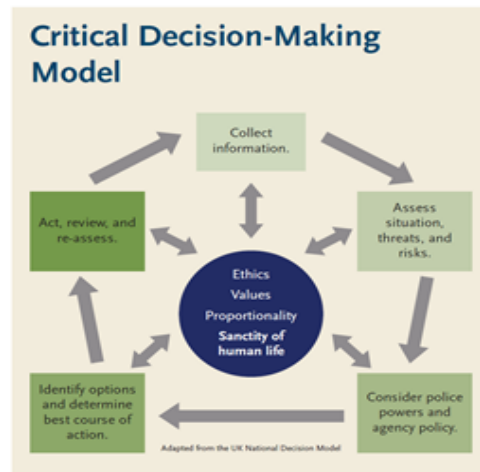 Critical Decision-Making
Model
Collect
information.
Act, review, and
re-assess.
Assess
situation,
threats, and
risks.
Ethics
Values
Proportionality
Sanctity of
human life
Identify options
and determine
best course of
action.
Consider police
powers and
agency policy.
Adapted from the UK National Decision Model